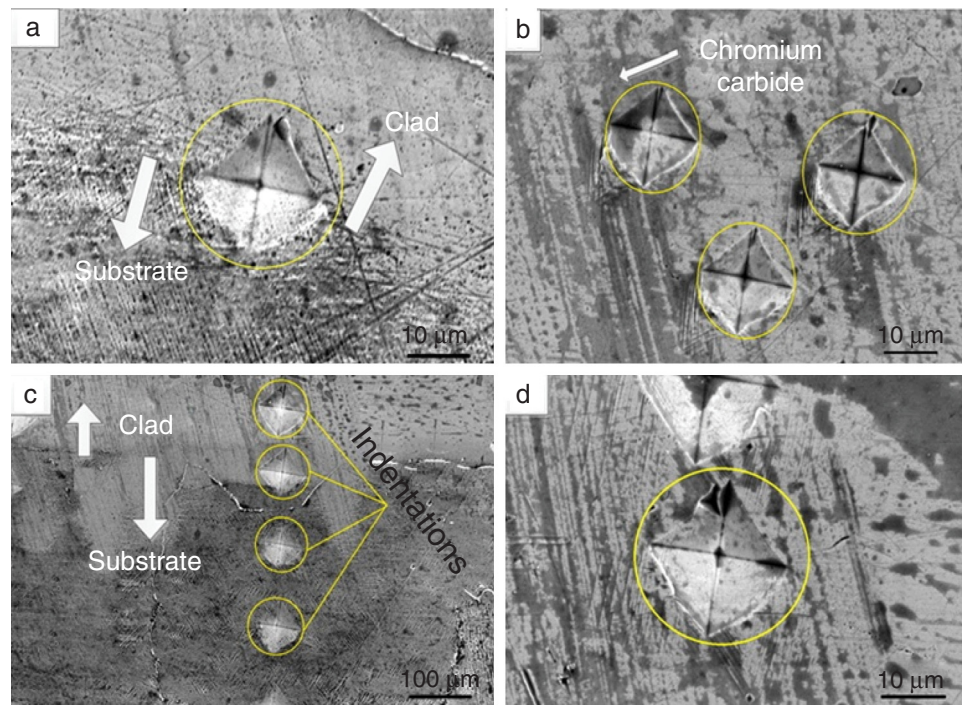 a
Clad
Substrate
10 μm
b
Chromium
carbide
10 μm
c
Clad
Substrate
Indentations
100 μm
d
10 μm